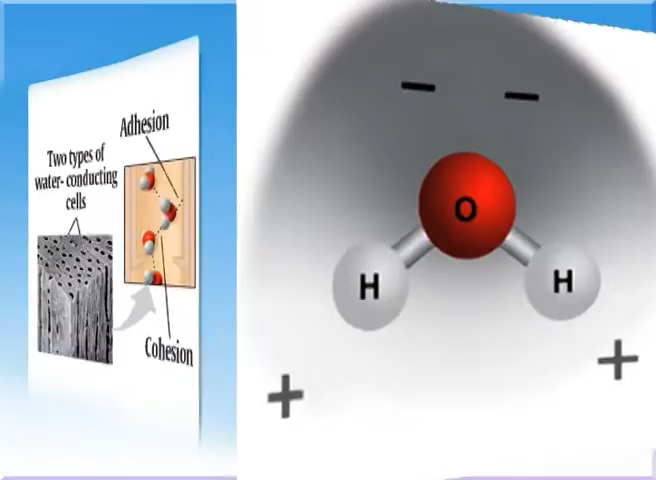 Adhesion
Two types of
water- conducting
cells
Cohesion
− −
O
H H
+ +